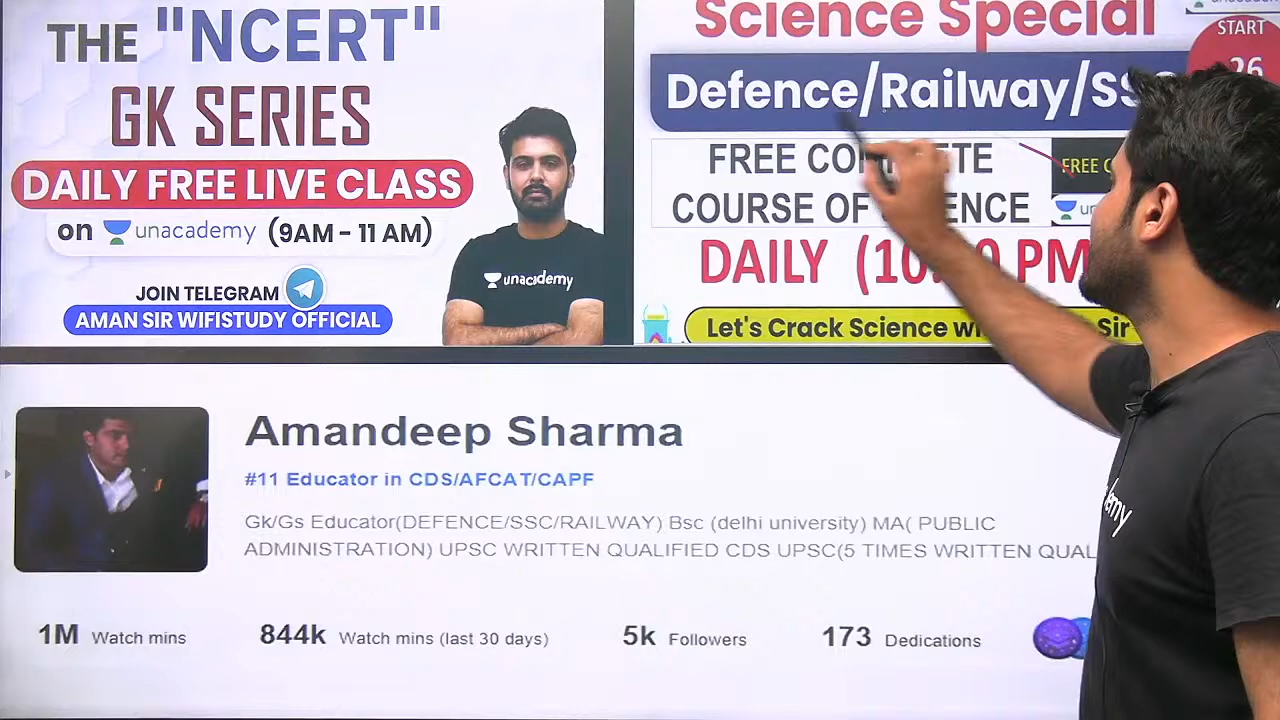 THE "NCERT"
GK SERIES
DAILY FREE LIVE CLASS
on unacademy (9AM - 11 AM)
JOIN TELEGRAM
AMAN SIR WIFISTUDY OFFICIAL
unacademy
Science Special
START
26
Defence/Railway/SS
FREE
COURSE OF
FREE
DAILY (10 PM
Let's Crack Science Sir
Amandeep Sharma
#11 Educator in CDS/AFCAT/CAPF
Gk/Gs Educator(DEFENCE/SSC/RAILWAY) Bsc (delhi university) MA( PUBLIC
ADMINISTRATION) UPSC WRITTEN QUALIFIED CDS UPSC(5 TIMES WRITTEN QUAL
1M Watch mins
844k Watch mins (last 30 days)
5k Followers
173 Dedications